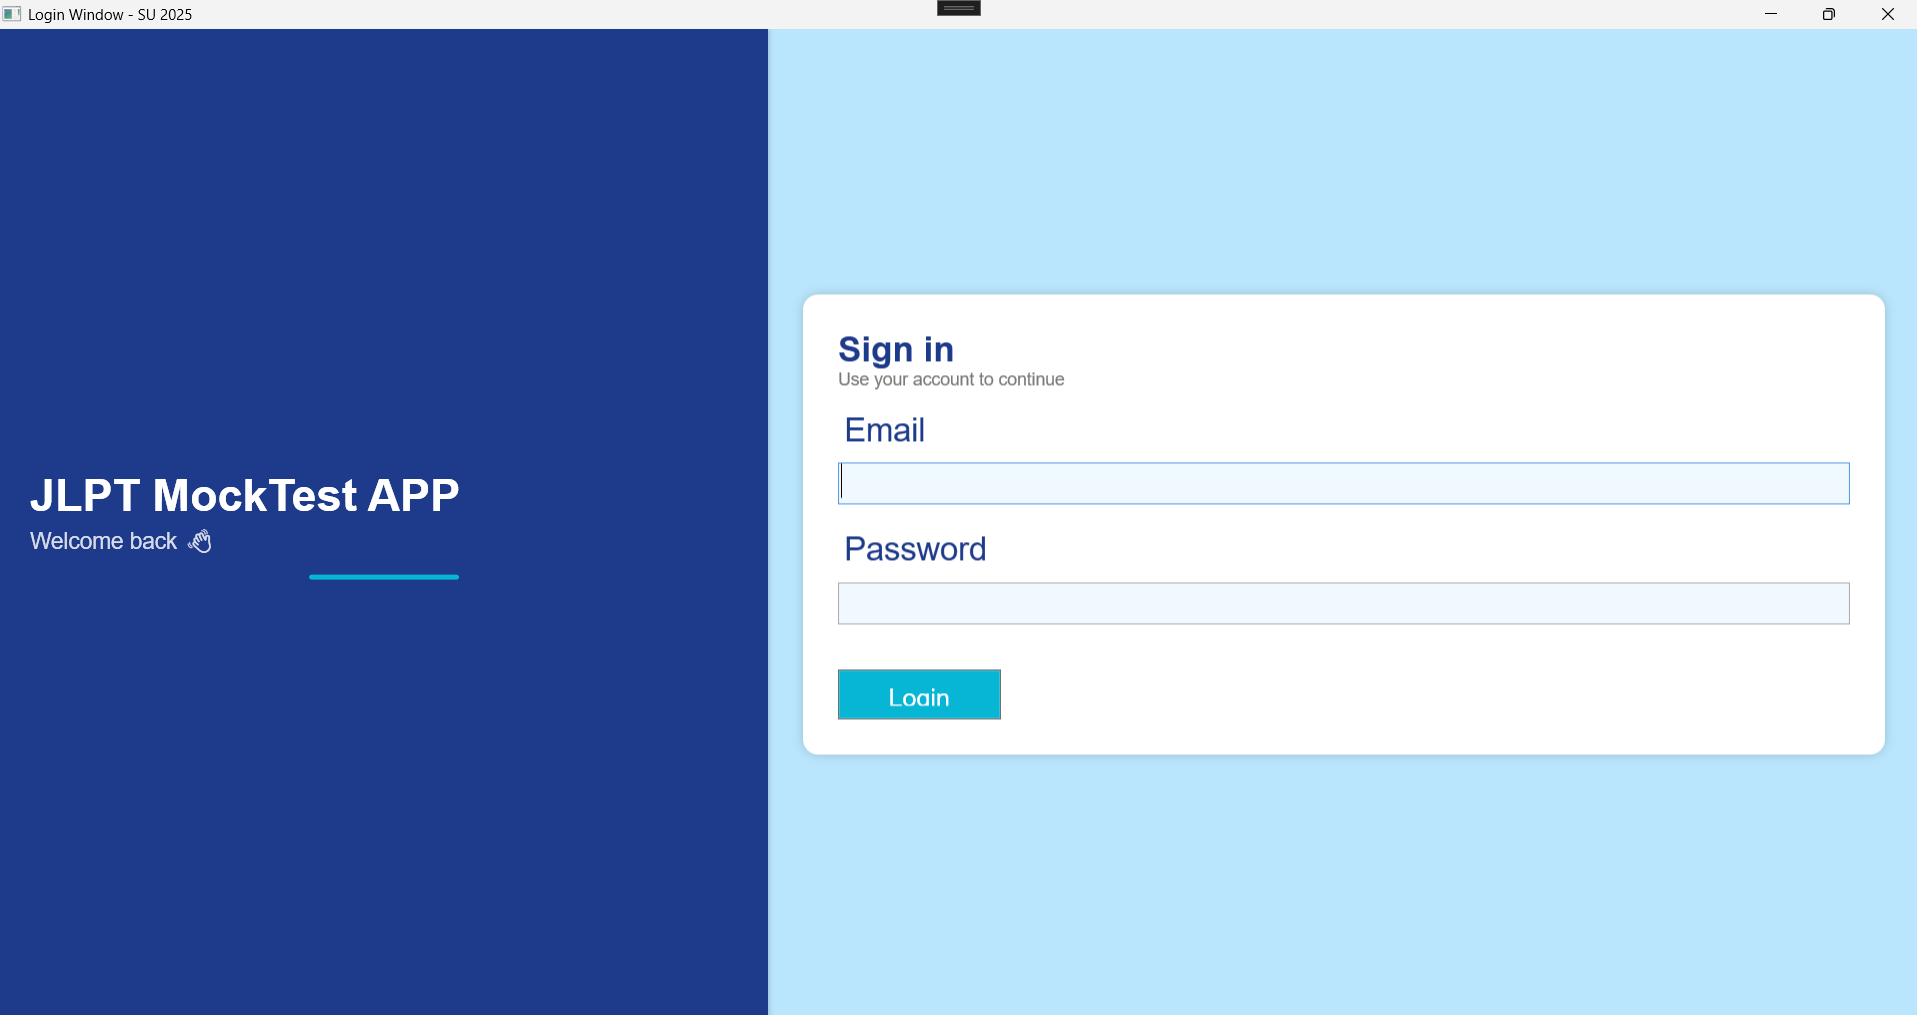 Login Window - SU 2025
JLPT MockTest APP
Welcome back 👋
Sign in
Use your account to continue
Email
Password
Login